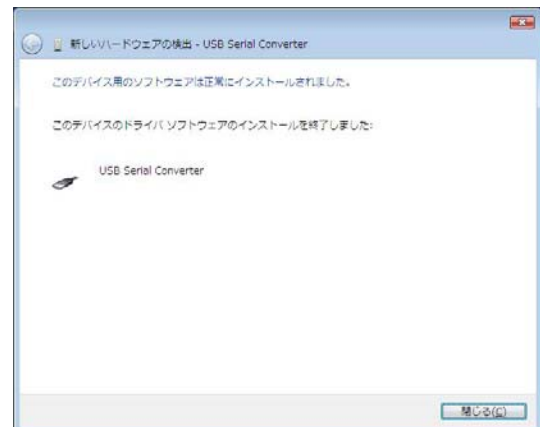 新しいハードウェアの検出 - USB Serial Converter
このデバイス用のソフトウェアは正常にインストールされました。
このデバイスのドライバ ソフトウェアのインストールを終了しました:
USB Serial Converter
閉じる(C)